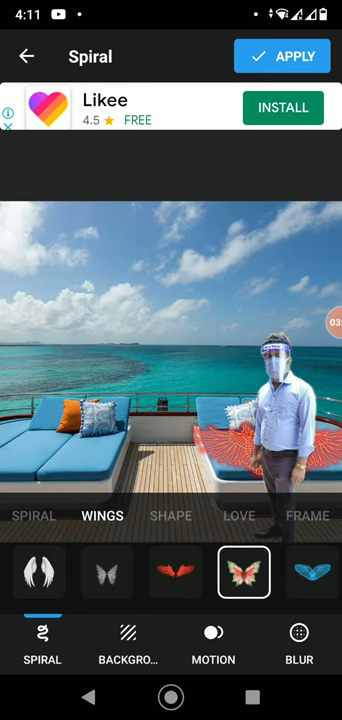 4:11
Spiral
APPLY
Likee
4.5 FREE
INSTALL
SPIRAL WINGS SHAPE LOVE FRAME
SPIRAL BACKGRO... MOTION BLUR